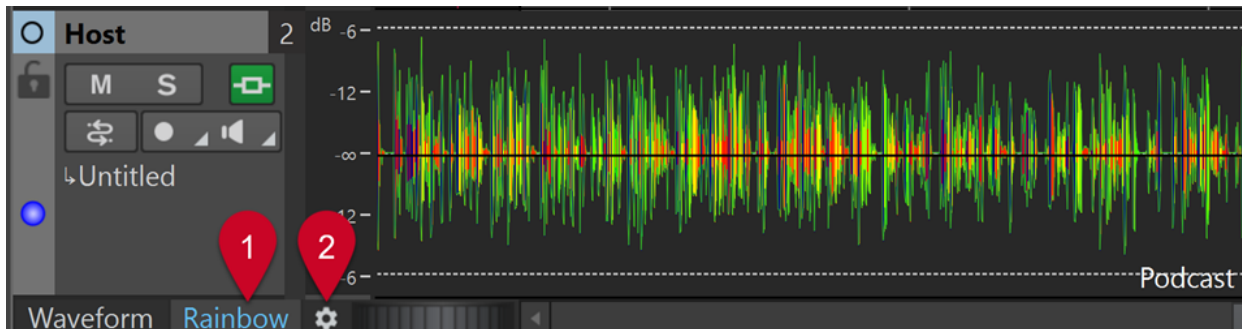 Host 2
dB -6
M S
-12
-∞
Untitled
12
1 2
-6
Podcast
Waveform Rainbow